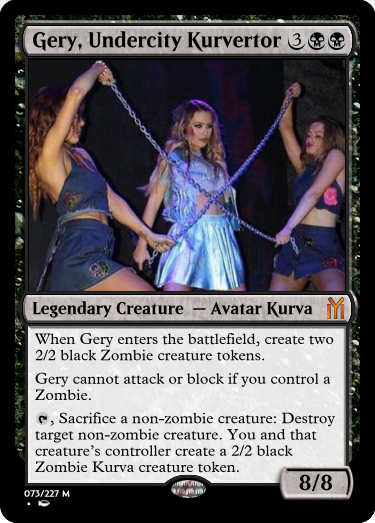 Gery, Undercity Kurvertor 3
Legendary Creature — Avatar Kurva
When Gery enters the battlefield, create two
2/2 black Zombie creature tokens.
Gery cannot attack or block if you control a
Zombie.
, Sacrifice a non-zombie creature: Destroy
target non-zombie creature. You and that
creature's controller create a 2/2 black
Zombie Kurva creature token.
073/227 M
8/8